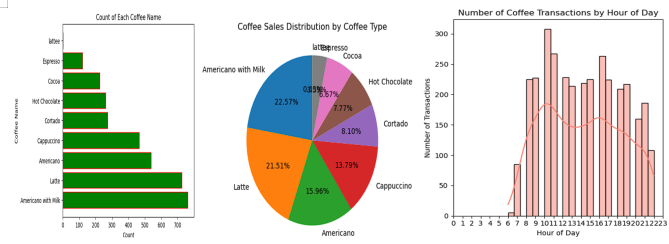 Count of Each Coffee Name
lattee
Espresso
Cocoa
Hot Chocolate
Cortado
Cappuccino
Americano
Latte
Americano with Milk
Coffee Name
0 100 200 300 400 500 600 700
Count
Coffee Sales Distribution by Coffee Type
lattee
Espresso
Cocoa
Hot Chocolate
Cortado
Cappuccino
Americano
Latte
Americano with Milk
6.67%
7.77%
8.10%
13.79%
15.96%
21.51%
22.57%
Number of Coffee Transactions by Hour of Day
Number of Transactions
300
250
200
150
100
50
0
0 1 2 3 4 5 6 7 8 9 10 11 12 13 14 15 16 17 18 19 20 21 22 23
Hour of Day